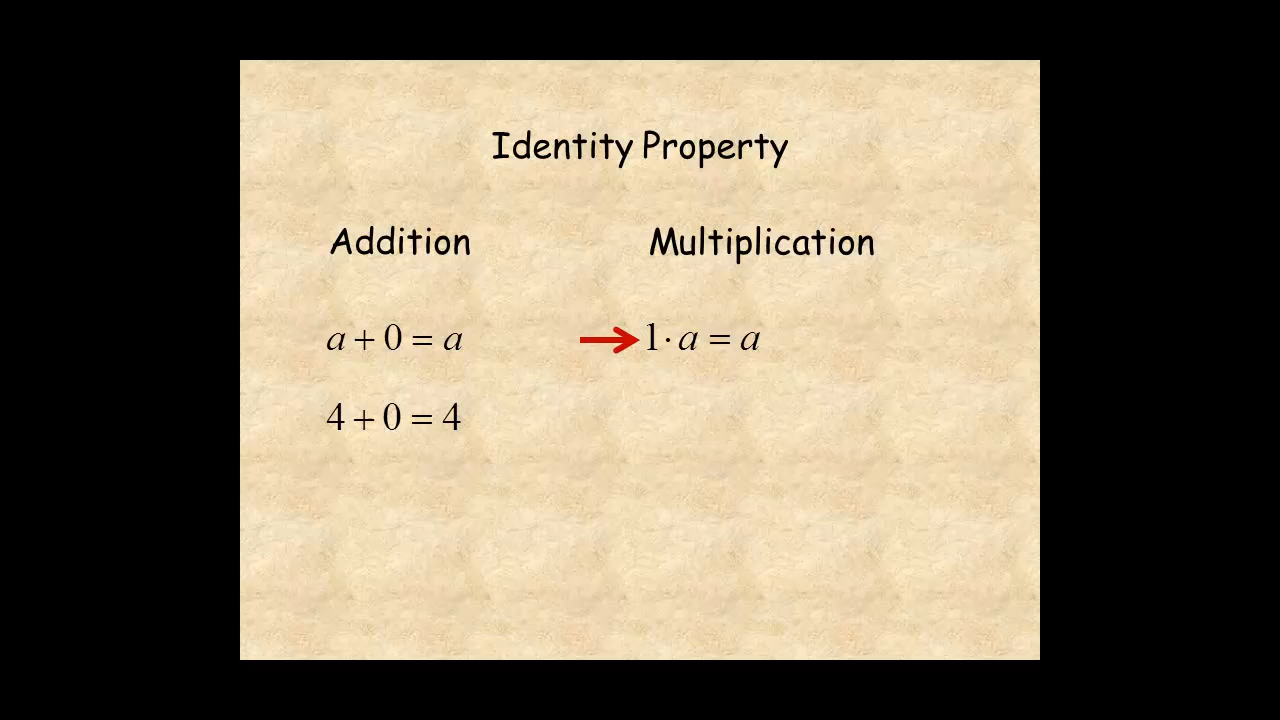 Identity Property
Addition Multiplication
a + 0 = a 1 · a = a
4 + 0 = 4